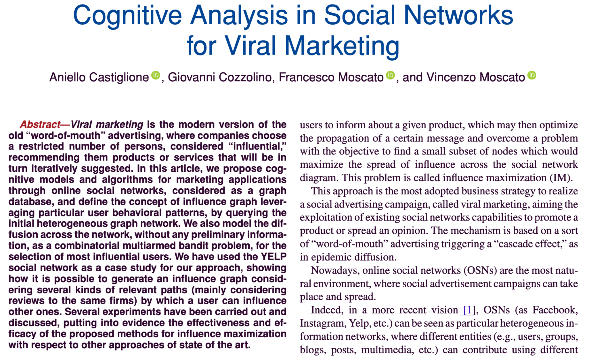 Cognitive Analysis in Social Networks
for Viral Marketing
Aniello Castiglione, Giovanni Cozzolino, Francesco Moscato, and Vincenzo Moscato
Abstract—Viral marketing is the modern version of the
old “word-of-mouth” advertising, where companies choose
a restricted number of persons, considered “influential,”
recommending them products or services that will be in
turn iteratively suggested. In this article, we propose cog-
nitive models and algorithms for marketing applications
through online social networks, considered as a graph
database, and define the concept of influence graph lever-
aging particular user behavioral patterns, by querying the
initial heterogeneous graph network. We also model the dif-
fusion across the network, without any preliminary informa-
tion, as a combinatorial multiarmed bandit problem, for the
selection of most influential users. We have used the YELP
social network as a case study for our approach, showing
how it is possible to generate an influence graph consid-
ering several kinds of relevant paths (mainly considering
reviews to the same firms) by which a user can influence
other ones. Several experiments have been carried out and
discussed, putting into evidence the effectiveness and ef-
ficacy of the proposed methods for influence maximization
with respect to other approaches of state of the art.
users to inform about a given product, which may then optimize
the propagation of a certain message and overcome a problem
with the objective to find a small subset of nodes which would
maximize the spread of influence across the social network
diagram. This problem is called influence maximization (IM).
This approach is the most adopted business strategy to realize
a social advertising campaign, called viral marketing, aiming the
exploitation of existing social networks capabilities to promote a
product or spread an opinion. The mechanism is based on a sort
of “word-of-mouth” advertising triggering a “cascade effect,” as
in epidemic diffusion.
Nowadays, online social networks (OSNs) are the most natu-
ral environment, where social advertisement campaigns can take
place and spread.
Indeed, in a more recent vision [1], OSNs (as Facebook,
Instagram, Yelp, etc.) can be seen as particular heterogeneous in-
formation networks, where different entities (e.g., users, groups,
blogs, posts, multimedia, etc.) can contribute using different